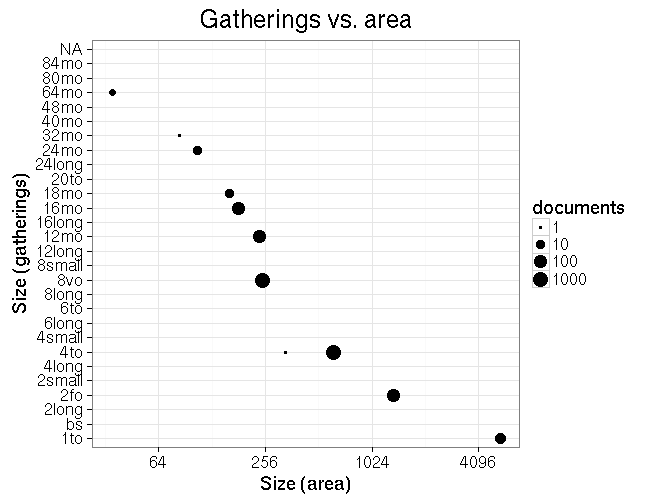 Gatherings vs. area
NA
84mo
80mo
64mo
48mo
40mo
32mo
24mo
24long
20to
18mo
16mo
16long
12mo
12long
8small
8vo
8long
6to
6long
4small
4to
4long
2small
2fo
2long
bs
1to
Size (gatherings)
64 256 1024 4096
Size (area)
documents
1
10
100
1000